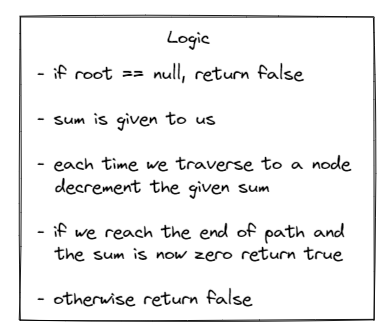 Logic
- if root == null, return false
- sum is given to us
- each time we traverse to a node
decrement the given sum
- if we reach the end of path and
the sum is now zero return true
- otherwise return false